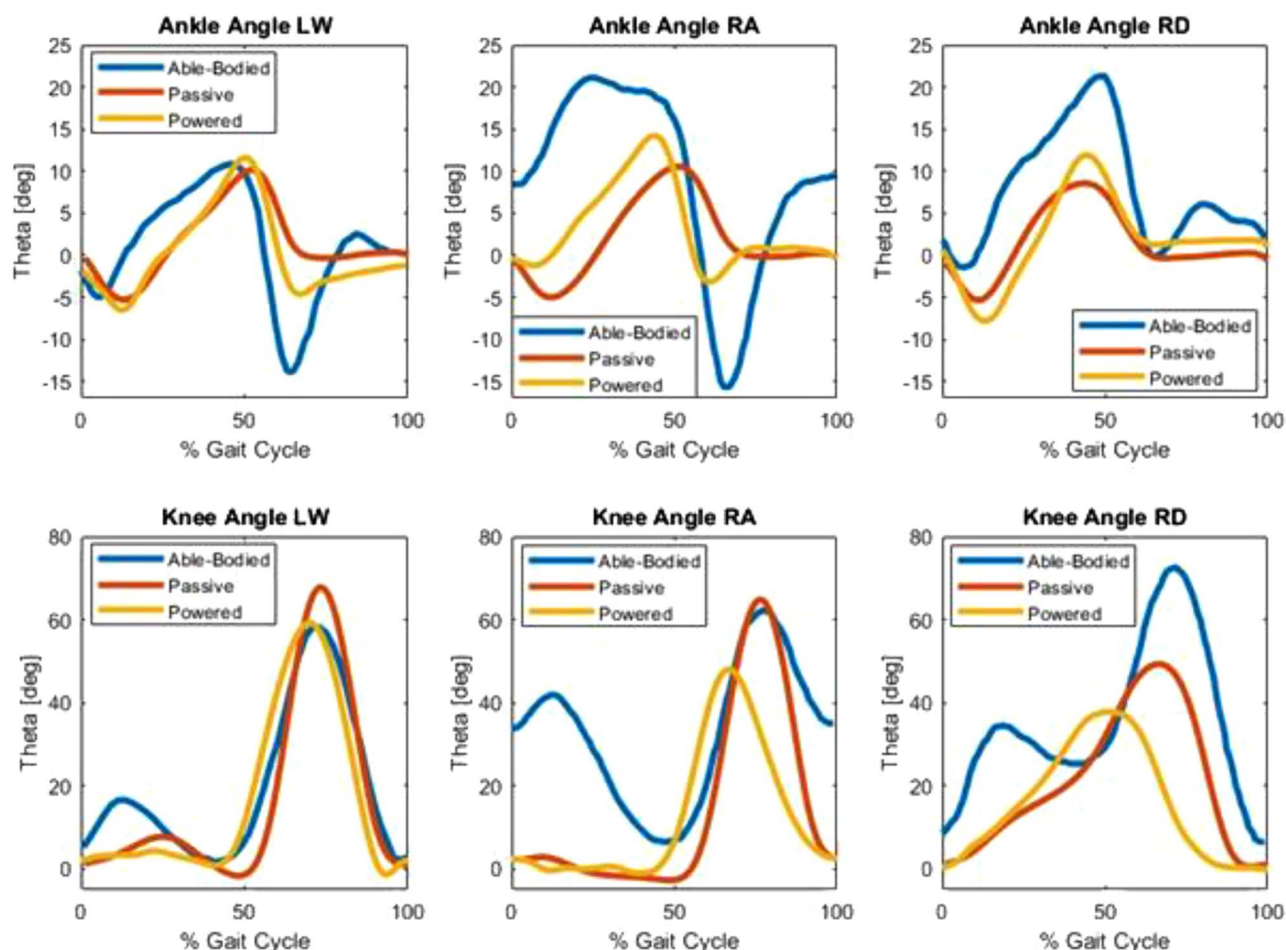 Ankle Angle LW
Ankle Angle RA
Ankle Angle RD
25
20
15
10
5
0
-5
-10
-15
Theta [deg]
Able-Bodied
Passive
Powered
0
50
100
% Gait Cycle
25
20
15
10
5
0
-5
-10
-15
Theta [deg]
Able-Bodied
Passive
Powered
0
50
100
% Gait Cycle
25
20
15
10
5
0
-5
-10
-15
Theta [deg]
Able-Bodied
Passive
Powered
0
50
100
% Gait Cycle
Knee Angle LW
Knee Angle RA
Knee Angle RD
80
60
40
20
0
Theta [deg]
Able-Bodied
Passive
Powered
0
50
100
% Gait Cycle
80
60
40
20
0
Theta [deg]
Able-Bodied
Passive
Powered
0
50
100
% Gait Cycle
80
60
40
20
0
Theta [deg]
Able-Bodied
Passive
Powered
0
50
100
% Gait Cycle